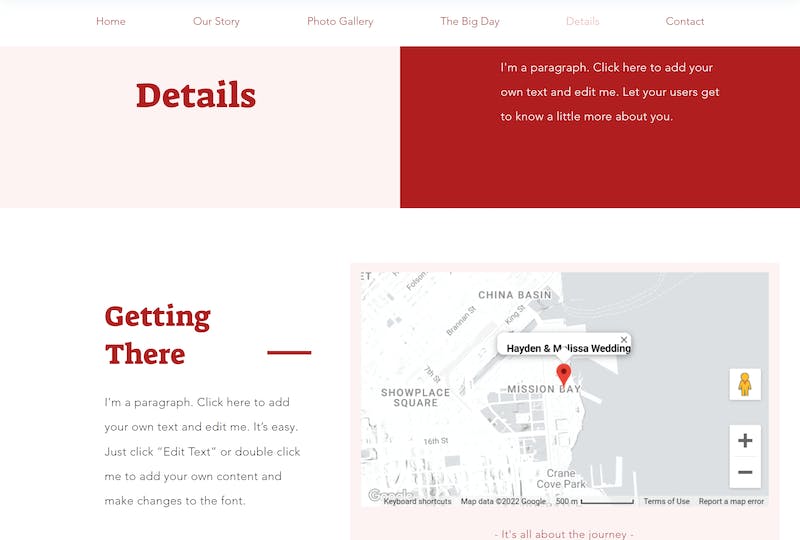 Home Our Story Photo Gallery The Big Day Details Contact
Details
I'm a paragraph. Click here to add your
own text and edit me. Let your users get
to know a little more about you.
Getting
There
I'm a paragraph. Click here to add
your own text and edit me. It’s easy.
Just click “Edit Text” or double click
me to add your own content and
make changes to the font.
ET.
Folsom
CHINA BASIN
King St
Brannan St
Hayden & Melissa Wedding
7th St
MISSION BAY
SHOWPLACE
SQUARE
16th St
Crane
Cove Park
Google
Keyboard shortcuts Map data ©2022 Google 500 m Terms of Use Report a map error
- It's all about the journey -